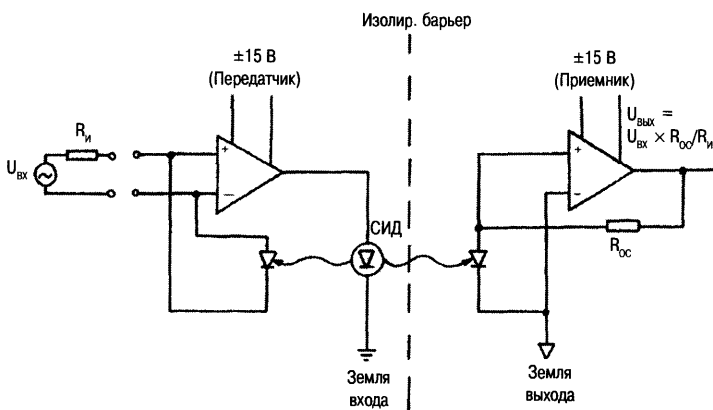 Изолир. барьер
±15 В
(Передатчик)
±15 В
(Приемник)
Uвых =
Uвх × Rос/Rи
Rи
Uвх
+
−
+
−
СИД
Rос
Земля
входа
Земля
выхода